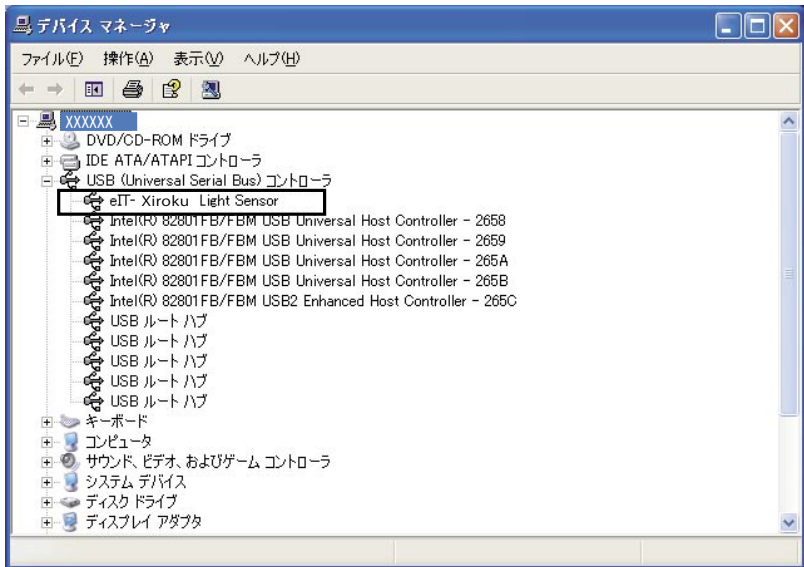 デバイス マネージャ
ファイル(F) 操作(A) 表示(V) ヘルプ(H)
XXXXXX
DVD/CD-ROM ドライブ
IDE ATA/ATAPI コントローラ
USB (Universal Serial Bus) コントローラ
eIT- Xiroku Light Sensor
Intel(R) 82801FB/FBM USB Universal Host Controller - 2658
Intel(R) 82801FB/FBM USB Universal Host Controller - 2659
Intel(R) 82801FB/FBM USB Universal Host Controller - 265A
Intel(R) 82801FB/FBM USB Universal Host Controller - 265B
Intel(R) 82801FB/FBM USB2 Enhanced Host Controller - 265C
USB ルート ハブ
USB ルート ハブ
USB ルート ハブ
USB ルート ハブ
USB ルート ハブ
キーボード
コンピュータ
サウンド、ビデオ、およびゲーム コントローラ
システム デバイス
ディスク ドライブ
ディスプレイ アダプタ